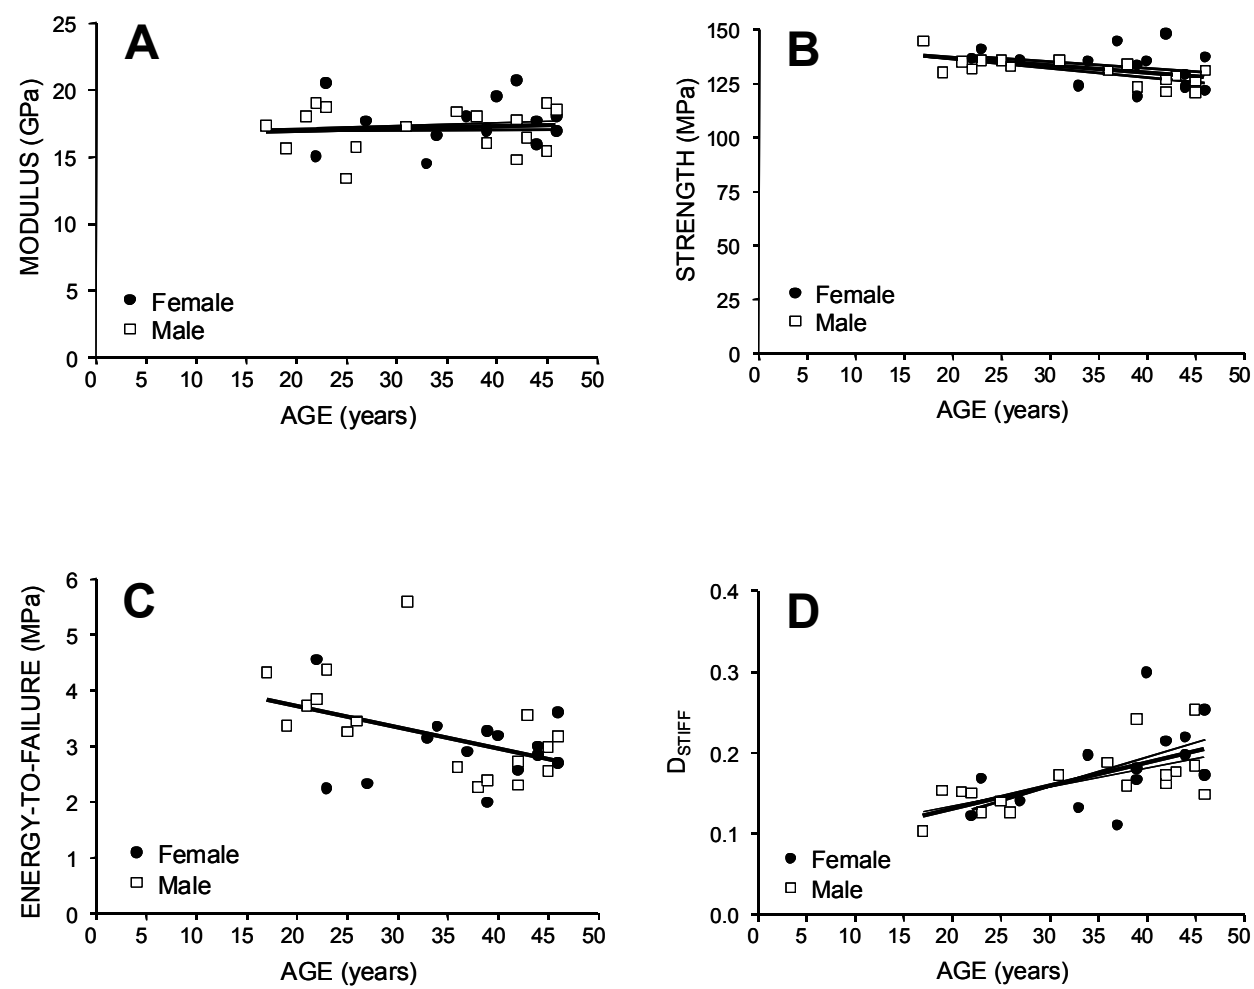 A
MODULUS (GPa)
25
20
15
10
5
0
Female
Male
0 5 10 15 20 25 30 35 40 45 50
AGE (years)
B
STRENGTH (MPa)
150
125
100
75
50
25
0
Female
Male
0 5 10 15 20 25 30 35 40 45 50
AGE (years)
C
ENERGY-TO-FAILURE (MPa)
6
5
4
3
2
1
0
Female
Male
0 5 10 15 20 25 30 35 40 45 50
AGE (years)
D
DSTIFF
0.4
0.3
0.2
0.1
0.0
Female
Male
0 5 10 15 20 25 30 35 40 45 50
AGE (years)